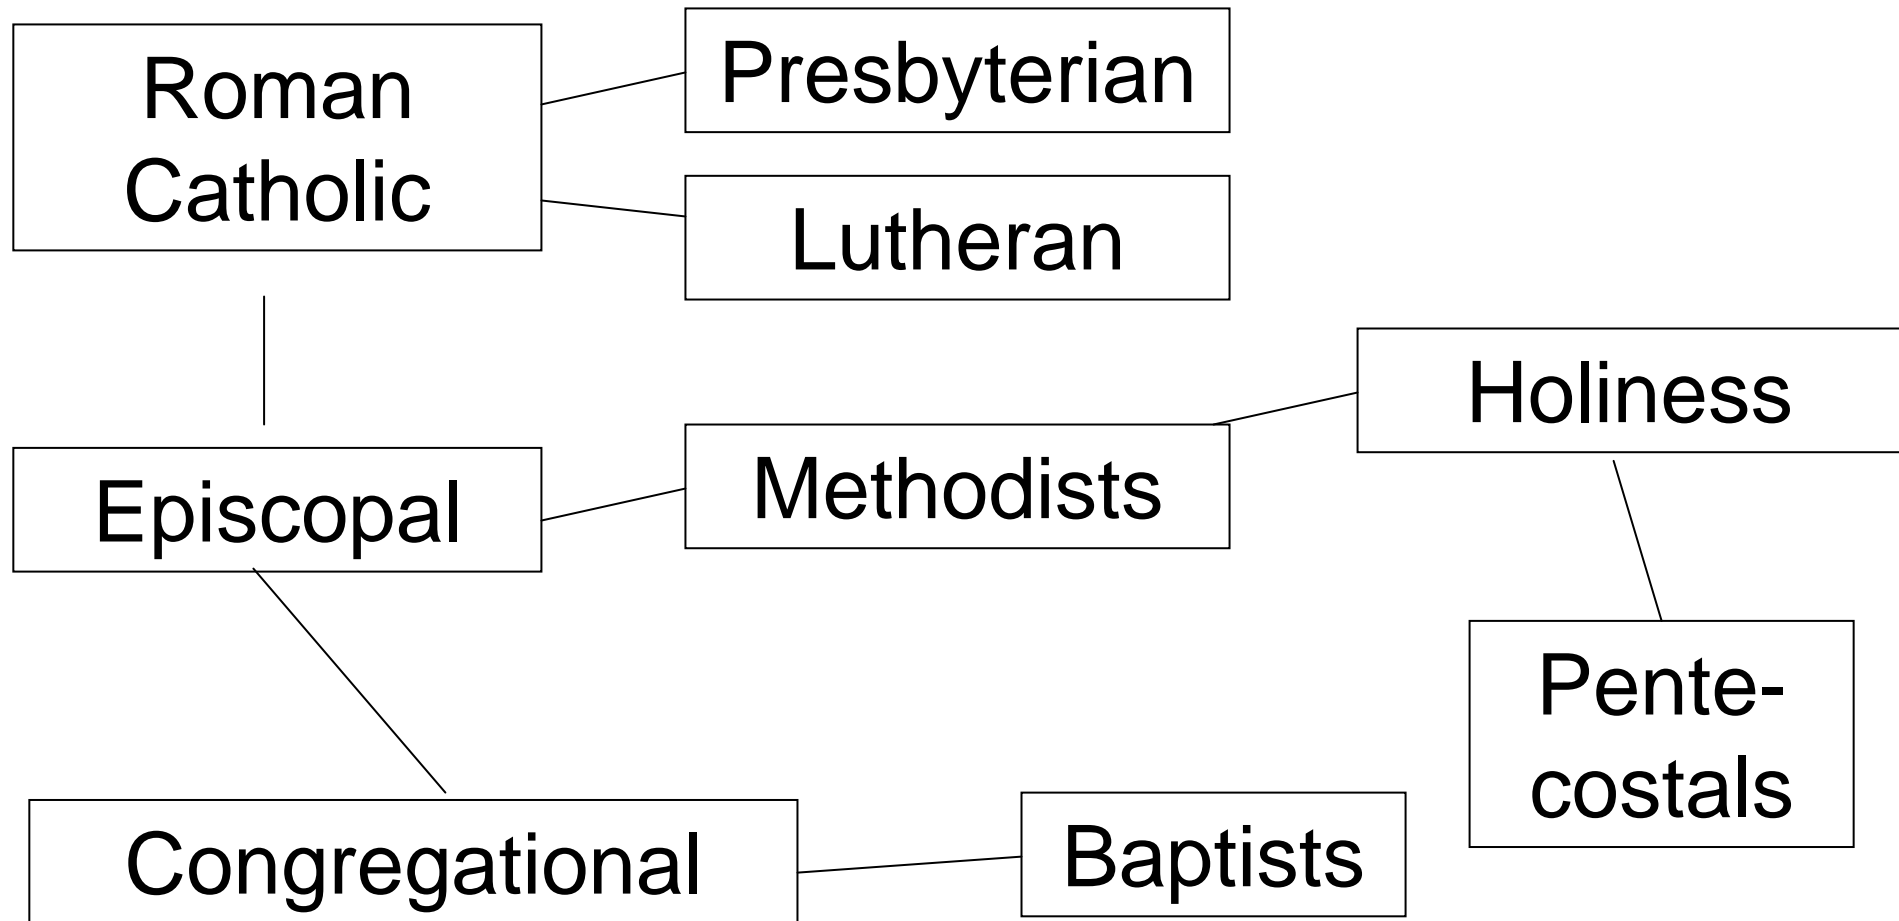 Roman
Catholic
Presbyterian
Lutheran
Holiness
Episcopal
Methodists
Pente-
costals
Congregational
Baptists